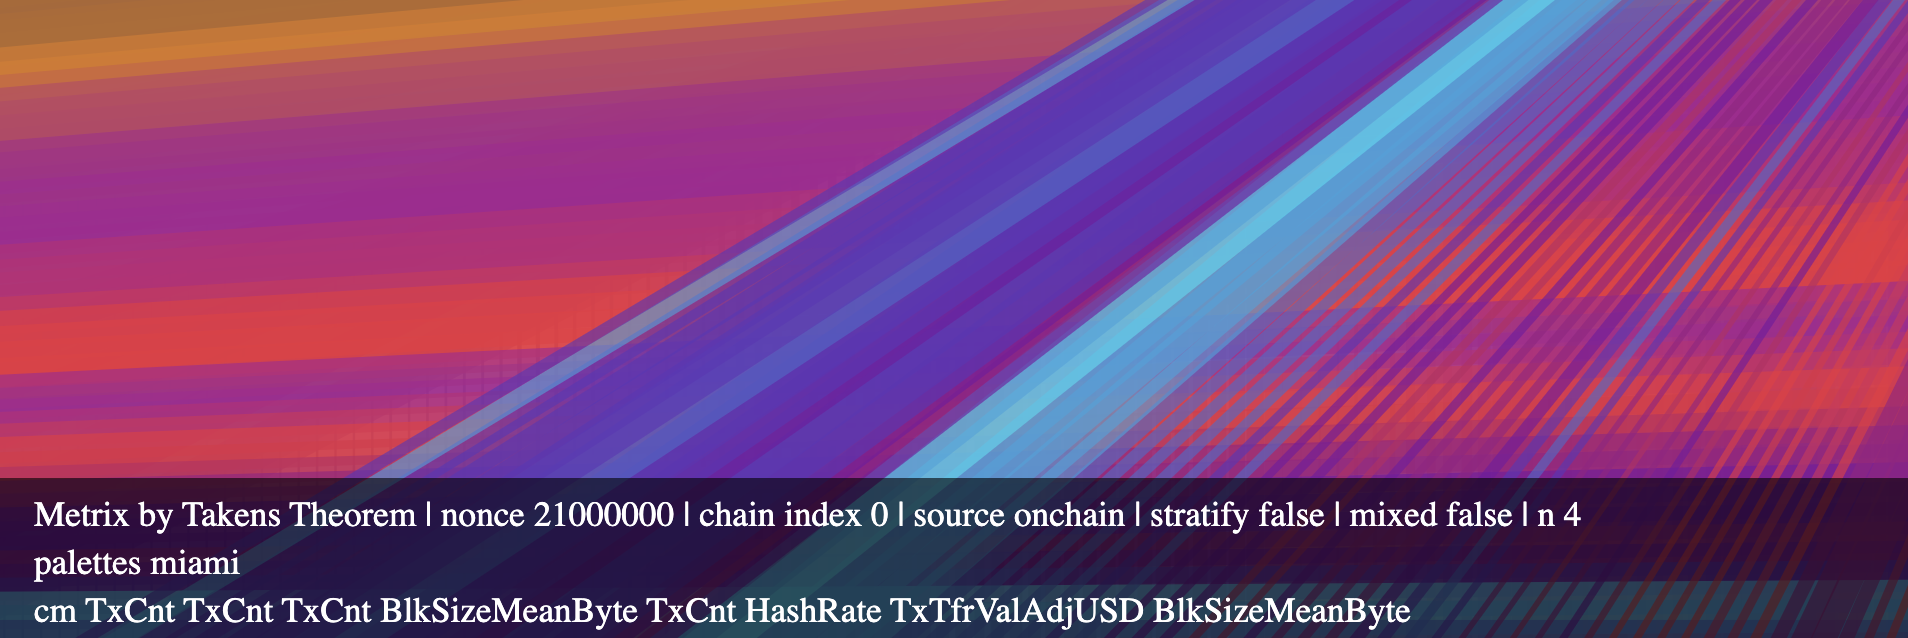 Metrix by Takens Theorem | nonce 21000000 | chain index 0 | source onchain | stratify false | mixed false | n 4
palettes miami
cm TxCnt TxCnt TxCnt BlkSizeMeanByte TxCnt HashRate TxTfrValAdjUSD BlkSizeMeanByte